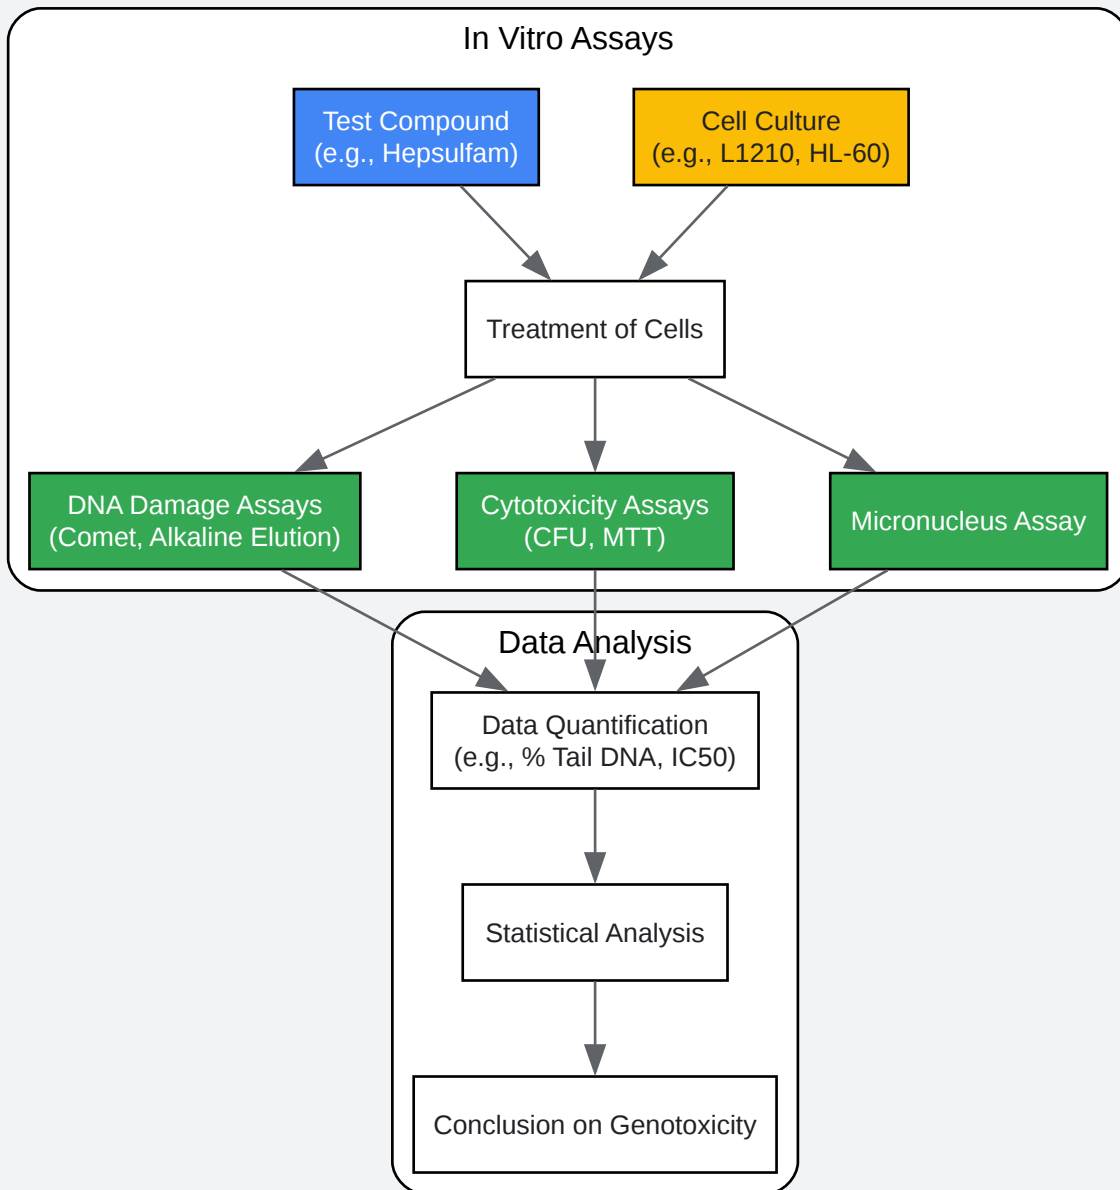 In Vitro Assays
Test Compound
(e.g., Hepsulfam)
Cell Culture
(e.g., L1210, HL-60)
Treatment of Cells
DNA Damage Assays
(Comet, Alkaline Elution)
Cytotoxicity Assays
(CFU, MTT)
Micronucleus Assay
Data Analysis
Data Quantification
(e.g., % Tail DNA, IC50)
Statistical Analysis
Conclusion on Genotoxicity